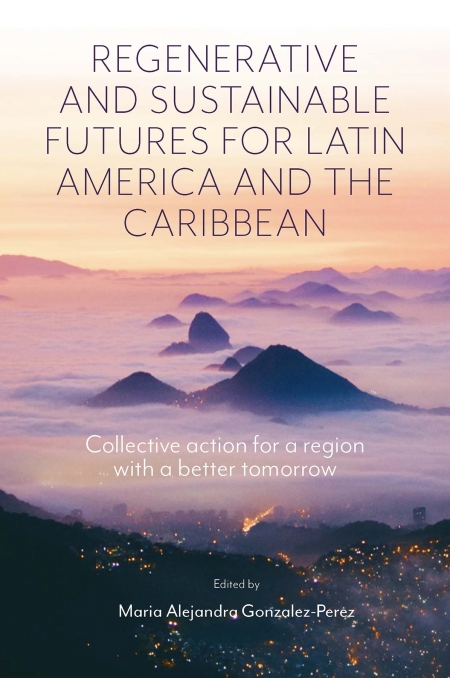 REGENERATIVE
AND SUSTAINABLE
FUTURES FOR LATIN
AMERICA AND THE
CARIBBEAN
Collective action for a region
with a better tomorrow
Edited by
Maria Alejandra Gonzalez-Perez